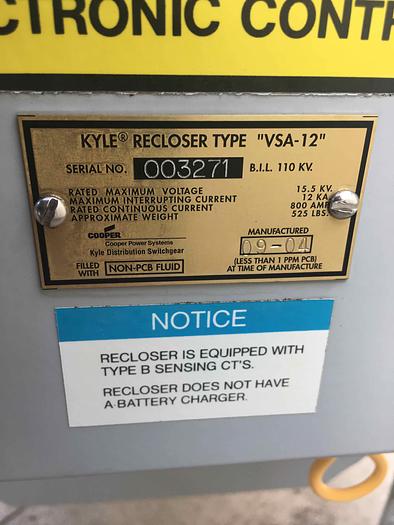 CTRONIC CONT
KYLE® RECLOSER TYPE "VSA-12"
SERIAL NO. 003271 B.I.L. 110 KV.
RATED MAXIMUM VOLTAGE 15.5 KV.
MAXIMUM INTERRUPTING CURRENT 12 KA.
RATED CONTINUOUS CURRENT 800 AMP.
APPROXIMATE WEIGHT 525 LBS.
COOPER
Cooper Power Systems
Kyle Distribution Switchgear
MANUFACTURED
09-04
FILLED WITH NON-PCB FLUID
(LESS THAN 1 PPM PCB)
AT TIME OF MANUFACTURE
NOTICE
RECLOSER IS EQUIPPED WITH
TYPE B SENSING CT'S.
RECLOSER DOES NOT HAVE
A BATTERY CHARGER.